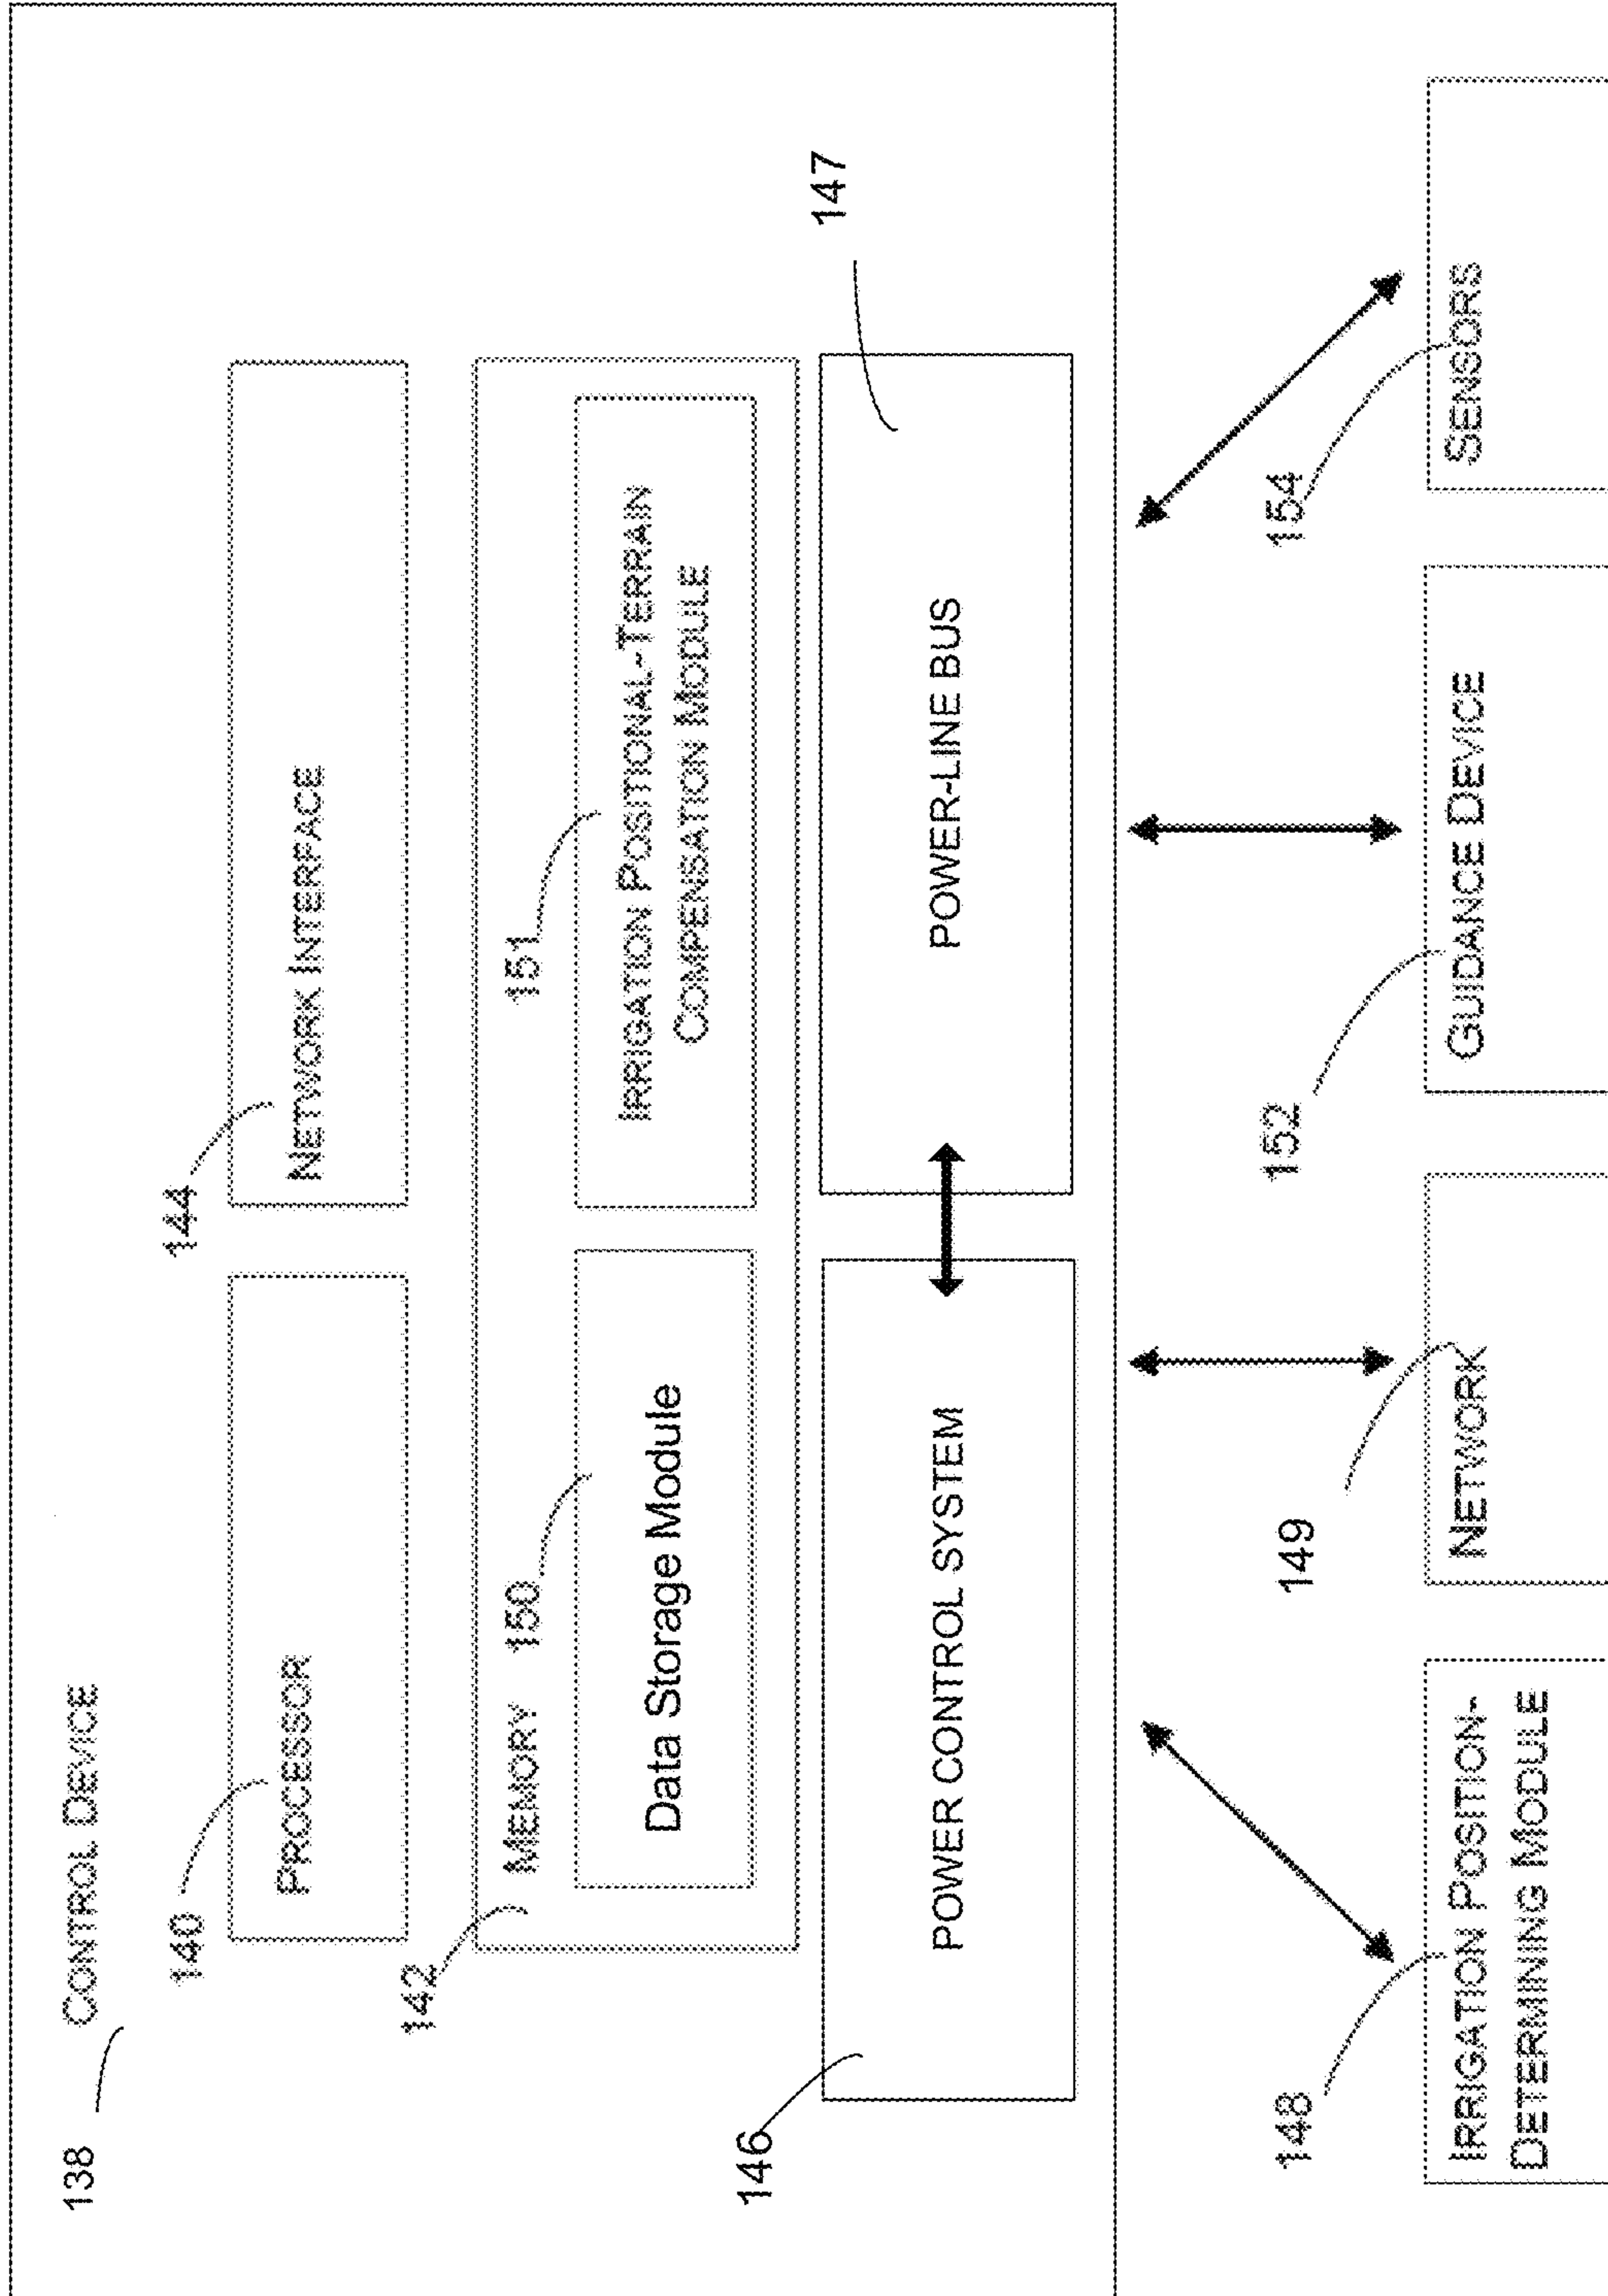 138
CONTROL DEVICE
140
PROCESSOR
144
NETWORK INTERFACE
142
MEMORY
150
Data Storage Module
151
IRRIGATION POSITIONAL-TERRAIN
COMPENSATION MODULE
146
POWER CONTROL SYSTEM
147
POWER-LINE BUS
148
IRRIGATION POSITION-
DETERMINING MODULE
149
NETWORK
152
GUIDANCE DEVICE
154
SENSORS